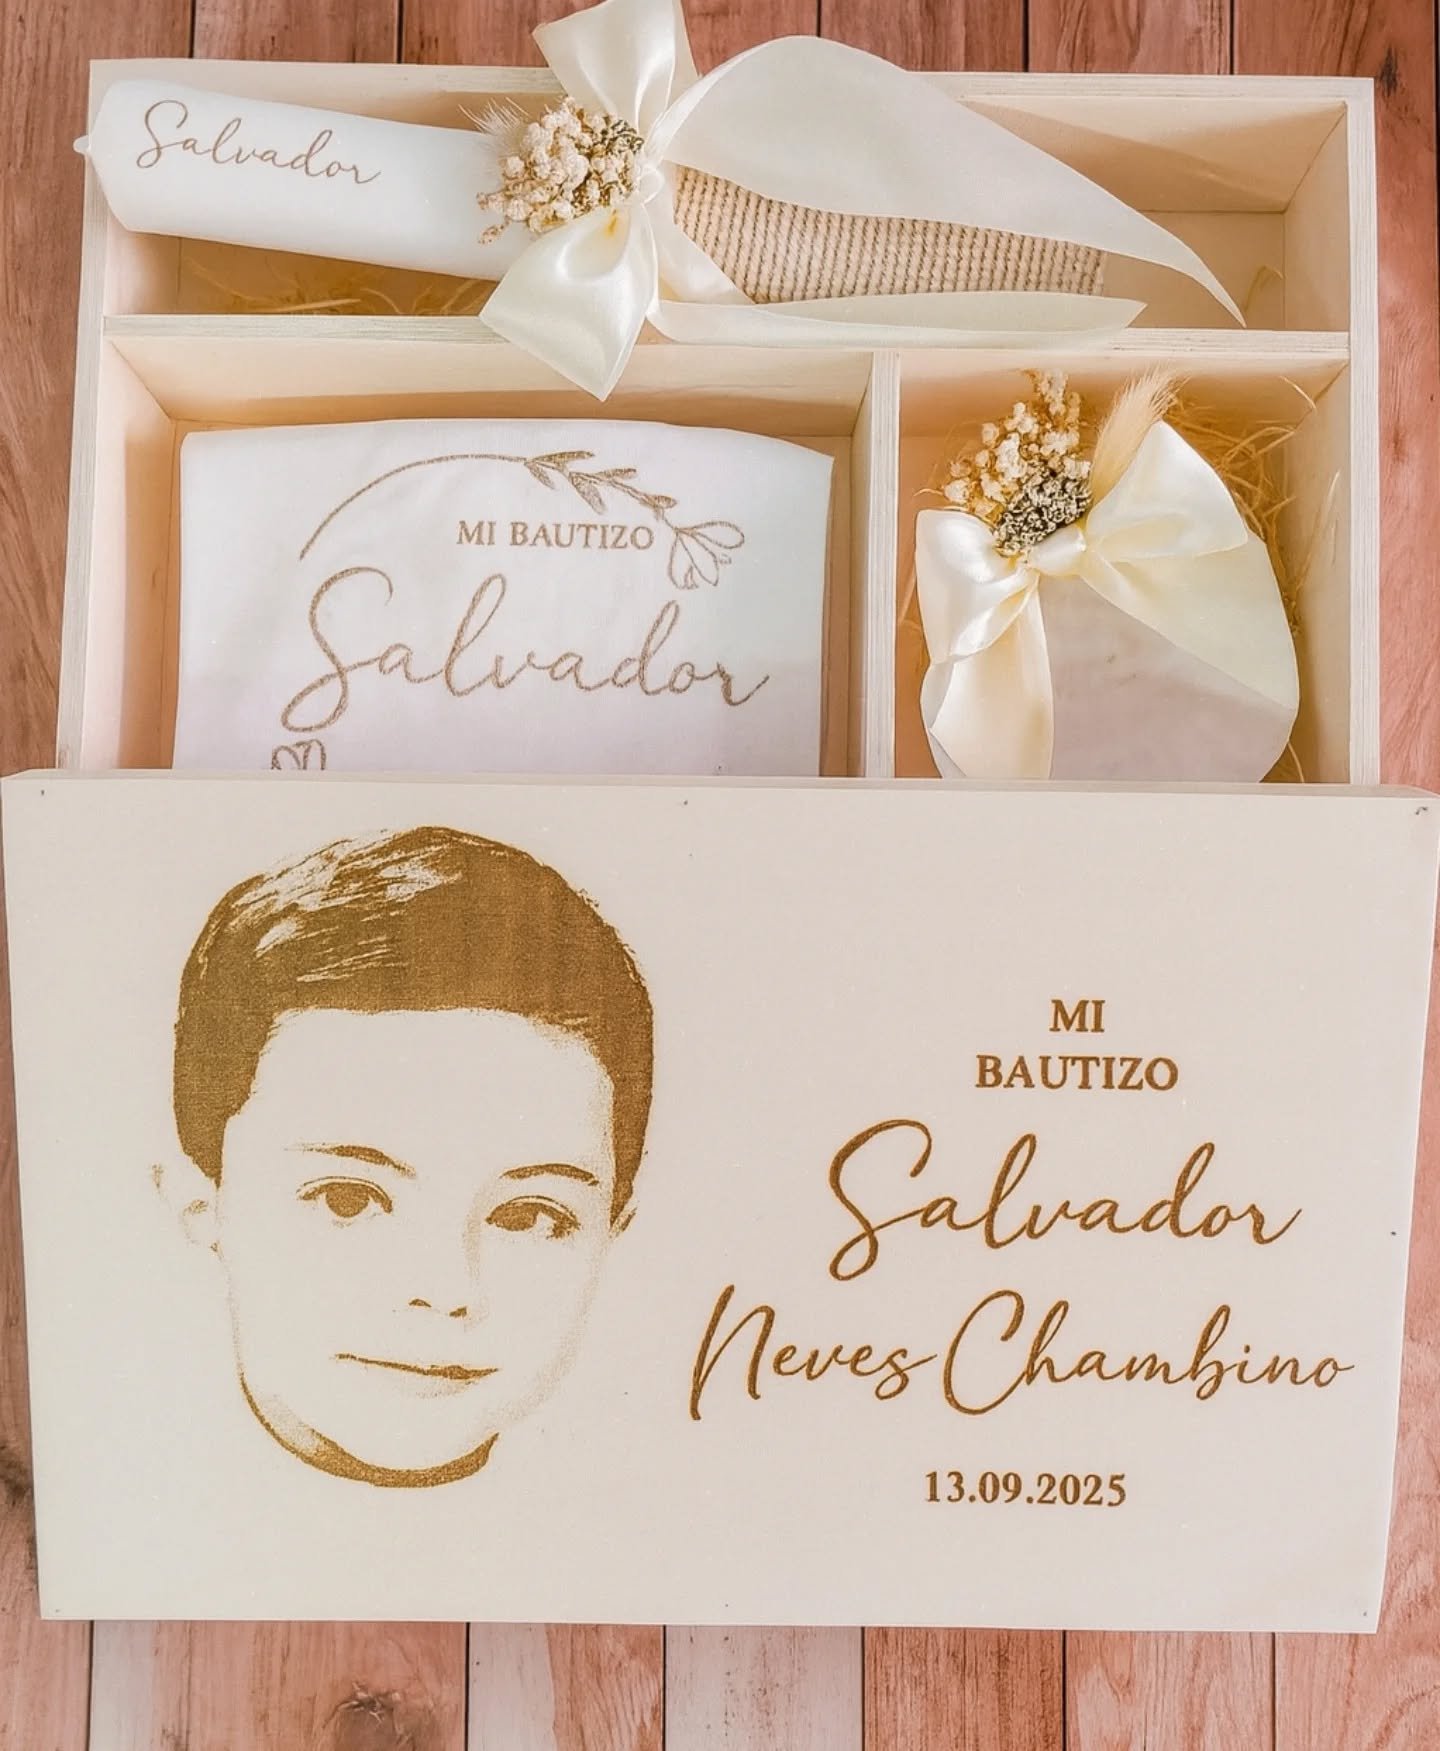 Salvador
MI BAUTIZO
Salvador
MI
BAUTIZO
Salvador
Neves Chambino
13.09.2025